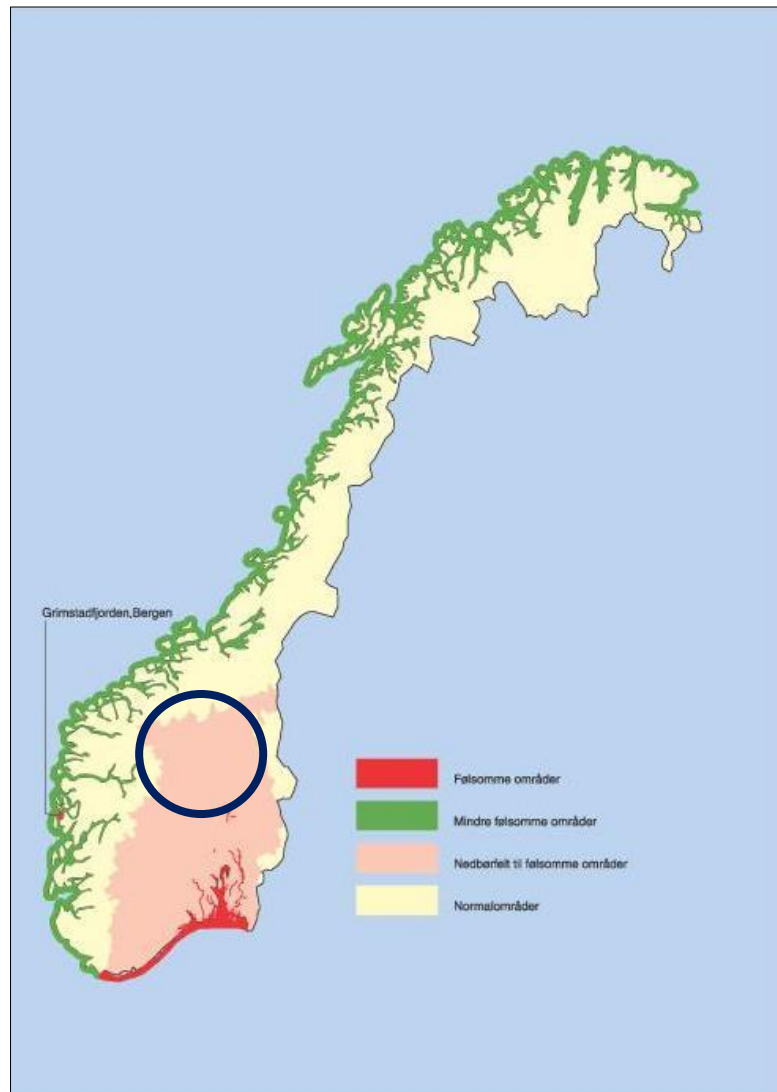 Grimstadfjorden,Bergen
Følsomme områder
Mindre følsomme områder
Nedbørfelt til følsomme områder
Normalområder